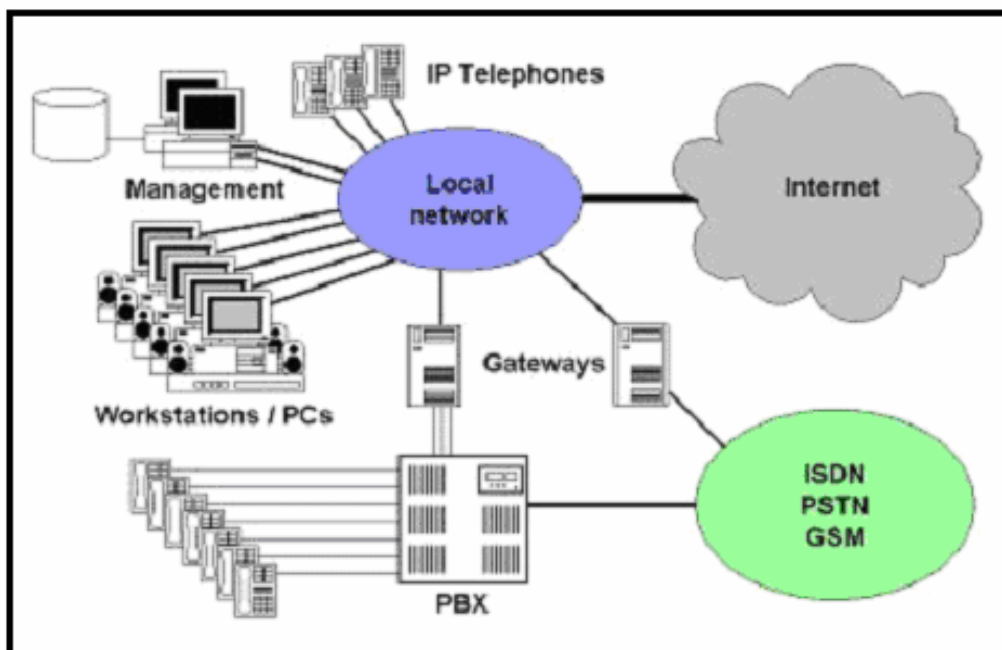 IP Telephones
Management
Local
network
Internet
Workstations / PCs
Gateways
ISDN
PSTN
GSM
PBX